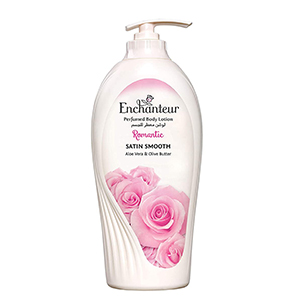 Enchanteur
Perfumed Body Lotion
لوشن معطر للجسم
Romantic
SATIN SMOOTH
Aloe Vera & Olive Butter